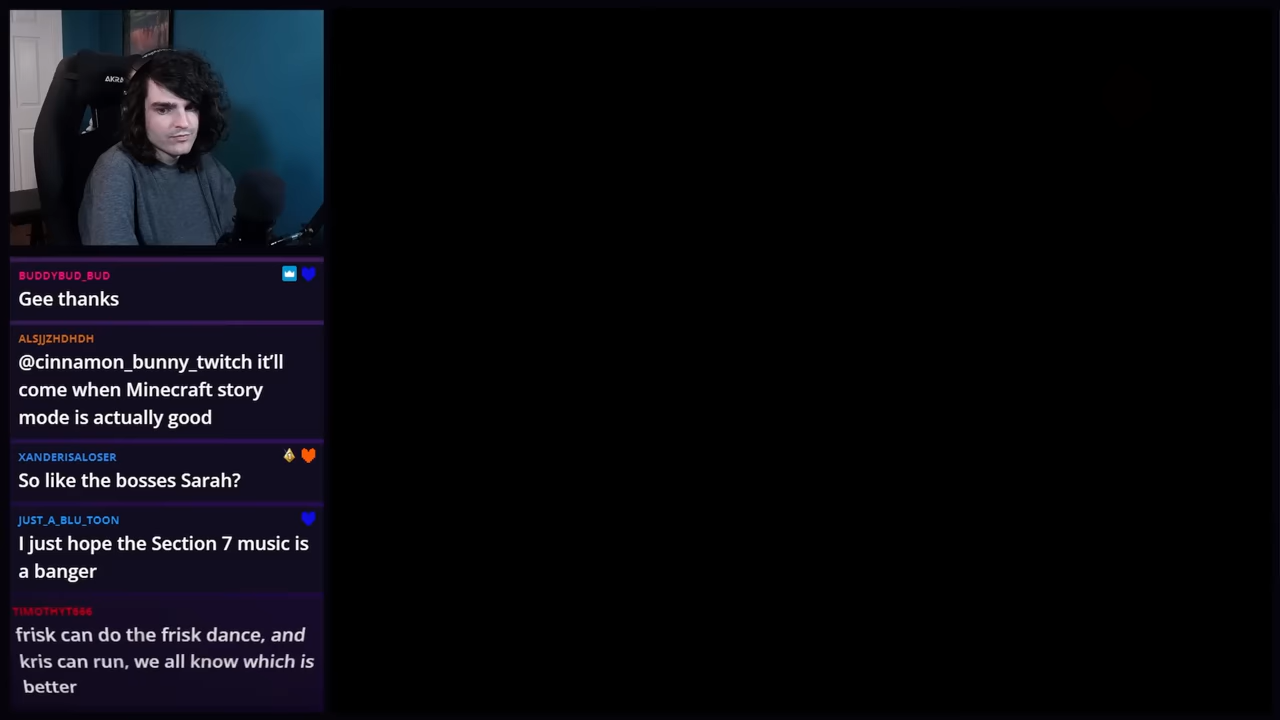 AKRA
BUDDYBUD_BUD
Gee thanks
ALSJJZHDHDH
@cinnamon_bunny_twitch it’ll
come when Minecraft story
mode is actually good
XANDERISALOSER
So like the bosses Sarah?
JUST_A_BLU_TOON
I just hope the Section 7 music is
a banger
TIMOTHYT666
frisk can do the frisk dance, and
kris can run, we all know which is
better